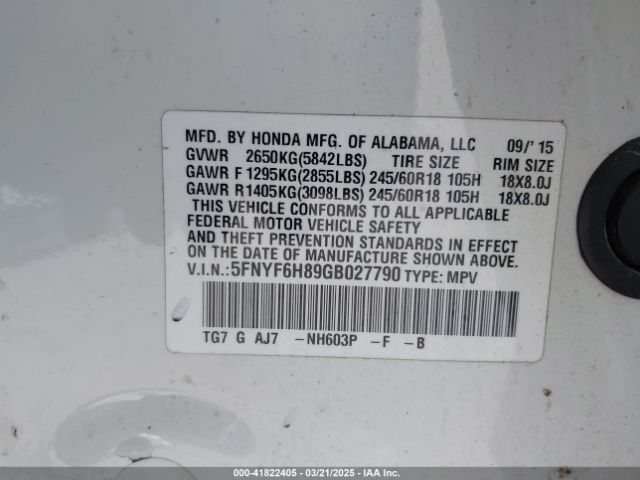 MFD. BY HONDA MFG. OF ALABAMA, LLC 09/'15
GVWR 2650KG(5842LBS) TIRE SIZE RIM SIZE
GAWR F 1295KG(2855LBS) 245/60R18 105H 18X8.0J
GAWR R 1405KG(3098LBS) 245/60R18 105H 18X8.0J
THIS VEHICLE CONFORMS TO ALL APPLICABLE
FEDERAL MOTOR VEHICLE SAFETY
AND THEFT PREVENTION STANDARDS IN EFFECT
ON THE DATE OF MANUFACTURE SHOWN ABOVE.
V.I.N.:5FNYF6H89GB027790 TYPE: MPV
TG7 G AJ7 -NH603P -F -B
000-41822405 - 03/21/2025 - IAA Inc.